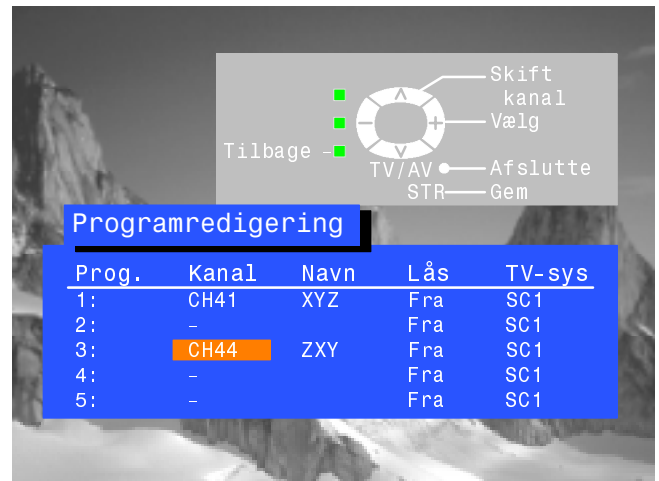 Skift
kanal
Vælg
Tilbage –
TV/AV
Afslutte
STR
Gem
Programredigering
Prog. Kanal Navn Lås TV-sys
1: CH41 XYZ Fra SC1
2: – Fra SC1
3: CH44 ZXY Fra SC1
4: – Fra SC1
5: – Fra SC1